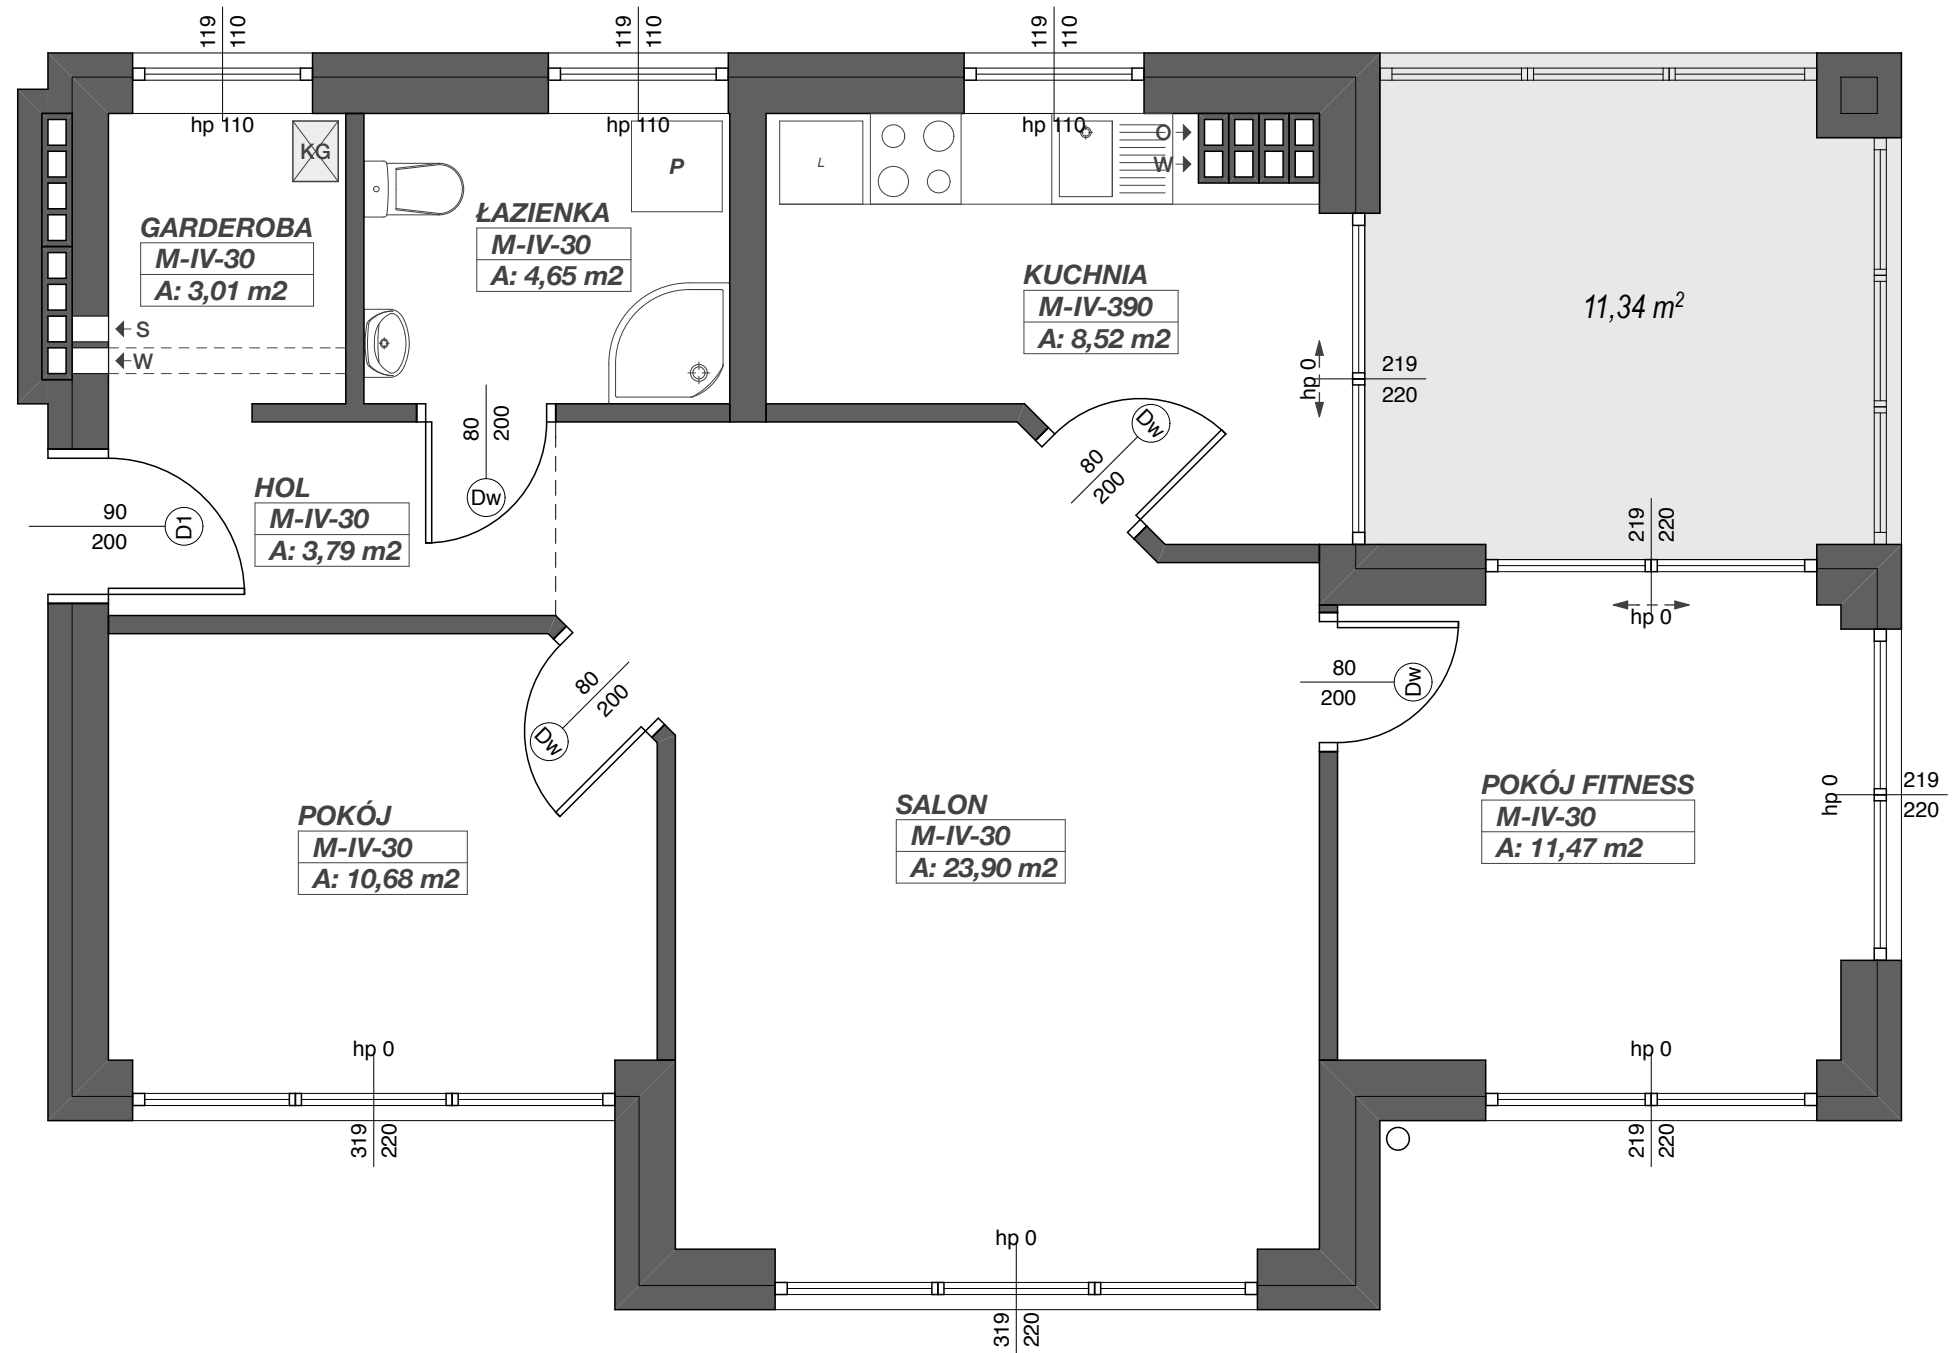 119
110
119
110
119
110
hp 110
hp 110
hp 110
KG
P
L
O
W
GARDEROBA
M-IV-30
A: 3,01 m2
ŁAZIENKA
M-IV-30
A: 4,65 m2
KUCHNIA
M-IV-390
A: 8,52 m2
11,34 m²
S
W
hp 0
219
220
80
200
Dw
80
200
Dw
HOL
M-IV-30
A: 3,79 m2
90
200
D1
219
220
hp 0
80
200
Dw
80
200
Dw
POKÓJ
M-IV-30
A: 10,68 m2
SALON
M-IV-30
A: 23,90 m2
POKÓJ FITNESS
M-IV-30
A: 11,47 m2
hp 0
219
220
hp 0
319
220
hp 0
219
220
hp 0
319
220